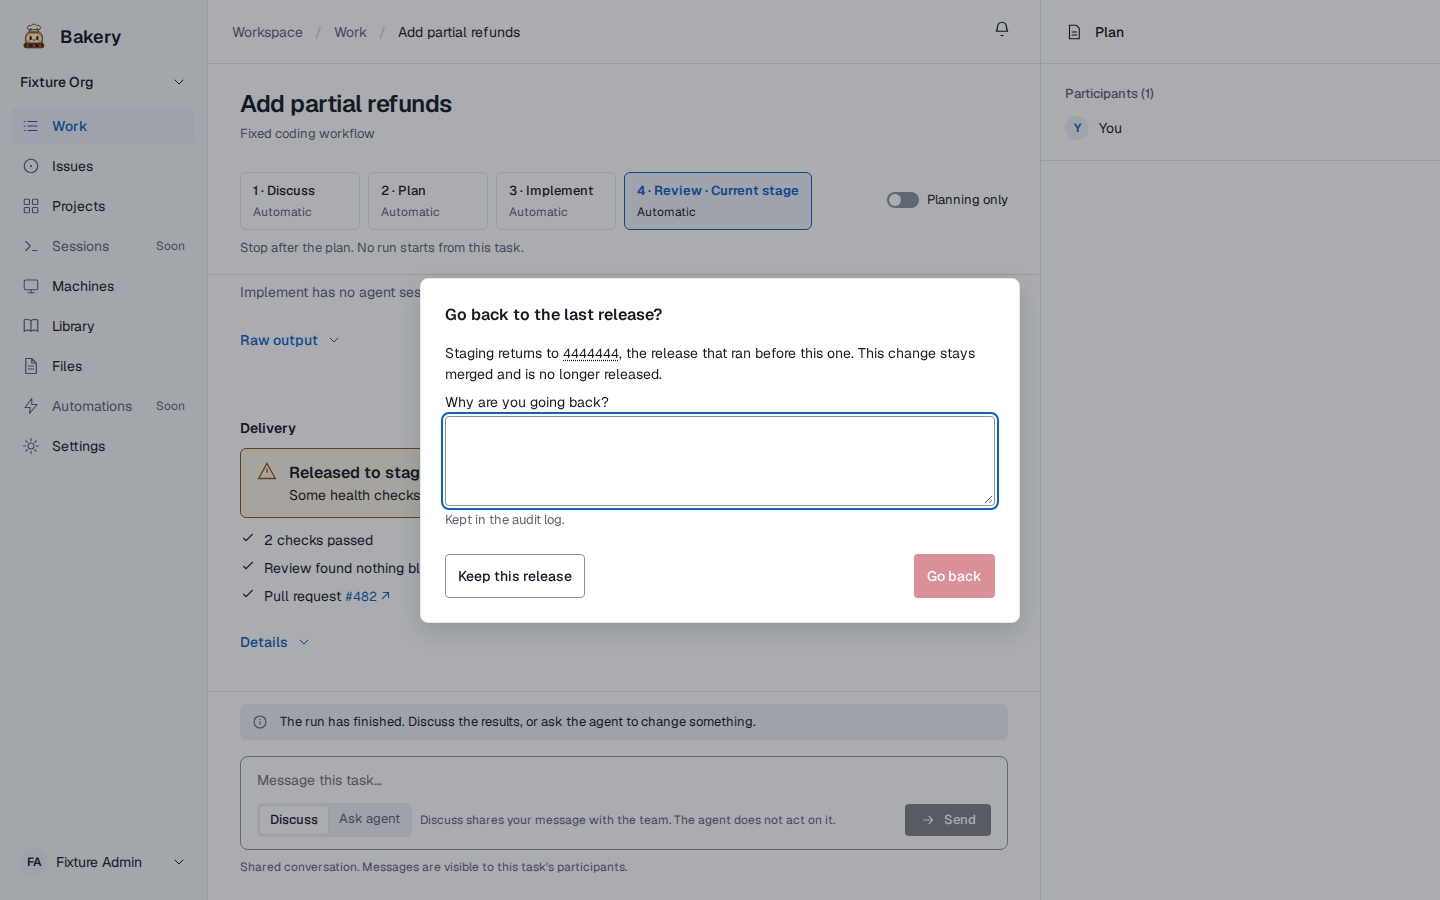 Bakery
Fixture Org
Work
Issues
Projects
Sessions Soon
Machines
Library
Files
Automations Soon
Settings
FA Fixture Admin
Workspace / Work / Add partial refunds
Add partial refunds
Fixed coding workflow
1 · Discuss
Automatic
2 · Plan
Automatic
3 · Implement
Automatic
4 · Review · Current stage
Automatic
Planning only
Stop after the plan. No run starts from this task.
Implement has no agent
Raw output
Delivery
Released to
Some health checks
2 checks passed
Review found nothing
Pull request #482
Details
Go back to the last release?
Staging returns to 4444444, the release that ran before this one. This change stays
merged and is no longer released.
Why are you going back?
Kept in the audit log.
Keep this release
Go back
The run has finished. Discuss the results, or ask the agent to change something.
Message this task…
Discuss Ask agent Discuss shares your message with the team. The agent does not act on it.
Send
Shared conversation. Messages are visible to this task's participants.
Plan
Participants (1)
Y You